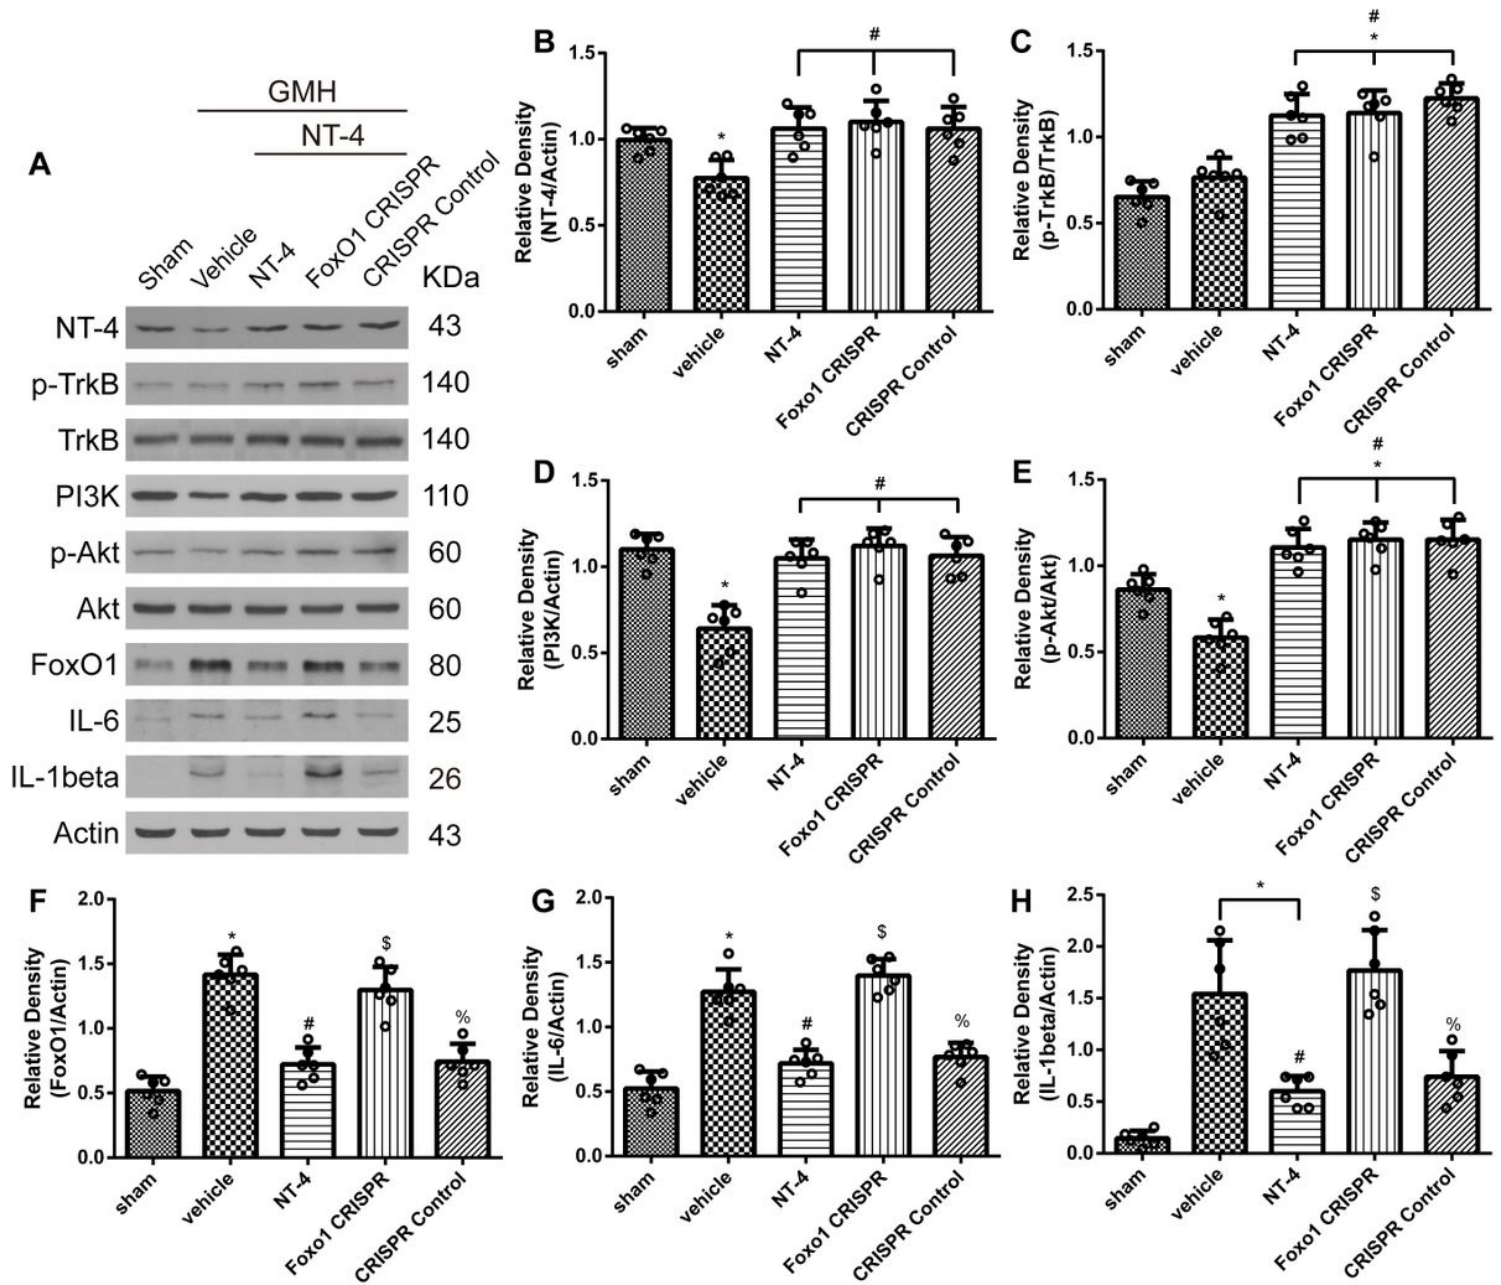 A
GMH
NT-4
Sham
Vehicle
NT-4
FoxO1 CRISPR
CRISPR Control
KDa
NT-4 43
p-TrkB 140
TrkB 140
PI3K 110
p-Akt 60
Akt 60
FoxO1 80
IL-6 25
IL-1beta 26
Actin 43
B
Relative Density
(NT-4/Actin)
1.5
1.0
0.5
0.0
*
#
sham
vehicle
NT-4
Foxo1 CRISPR
CRISPR Control
C
Relative Density
(p-TrkB/TrkB)
1.5
1.0
0.5
0.0
#
*
sham
vehicle
NT-4
Foxo1 CRISPR
CRISPR Control
D
Relative Density
(PI3K/Actin)
1.5
1.0
0.5
0.0
*
#
sham
vehicle
NT-4
Foxo1 CRISPR
CRISPR Control
E
Relative Density
(p-Akt/Akt)
1.5
1.0
0.5
0.0
*
#
*
sham
vehicle
NT-4
Foxo1 CRISPR
CRISPR Control
F
Relative Density
(FoxO1/Actin)
2.0
1.5
1.0
0.5
0.0
*
#
$
%
sham
vehicle
NT-4
Foxo1 CRISPR
CRISPR Control
G
Relative Density
(IL-6/Actin)
2.0
1.5
1.0
0.5
0.0
*
#
$
%
sham
vehicle
NT-4
Foxo1 CRISPR
CRISPR Control
H
Relative Density
(IL-1beta/Actin)
2.5
2.0
1.5
1.0
0.5
0.0
*
#
$
%
sham
vehicle
NT-4
Foxo1 CRISPR
CRISPR Control